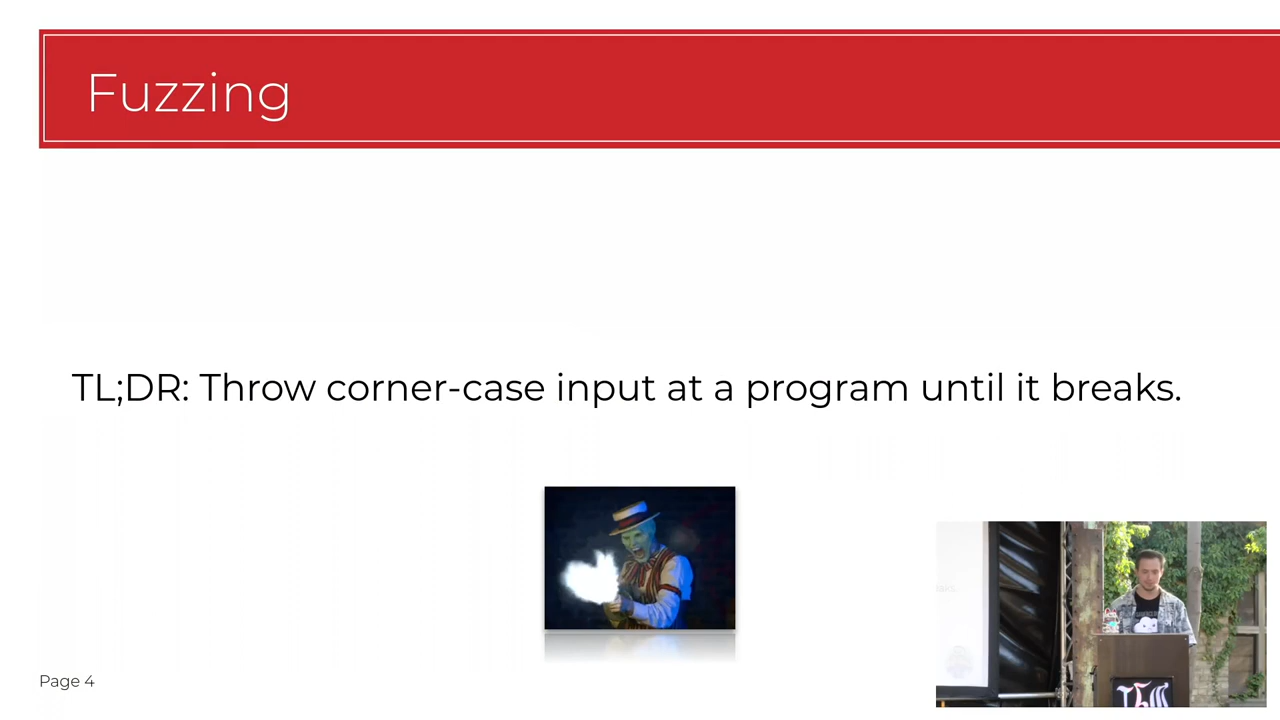 Fuzzing
TL;DR: Throw corner-case input at a program until it breaks.
Page 4